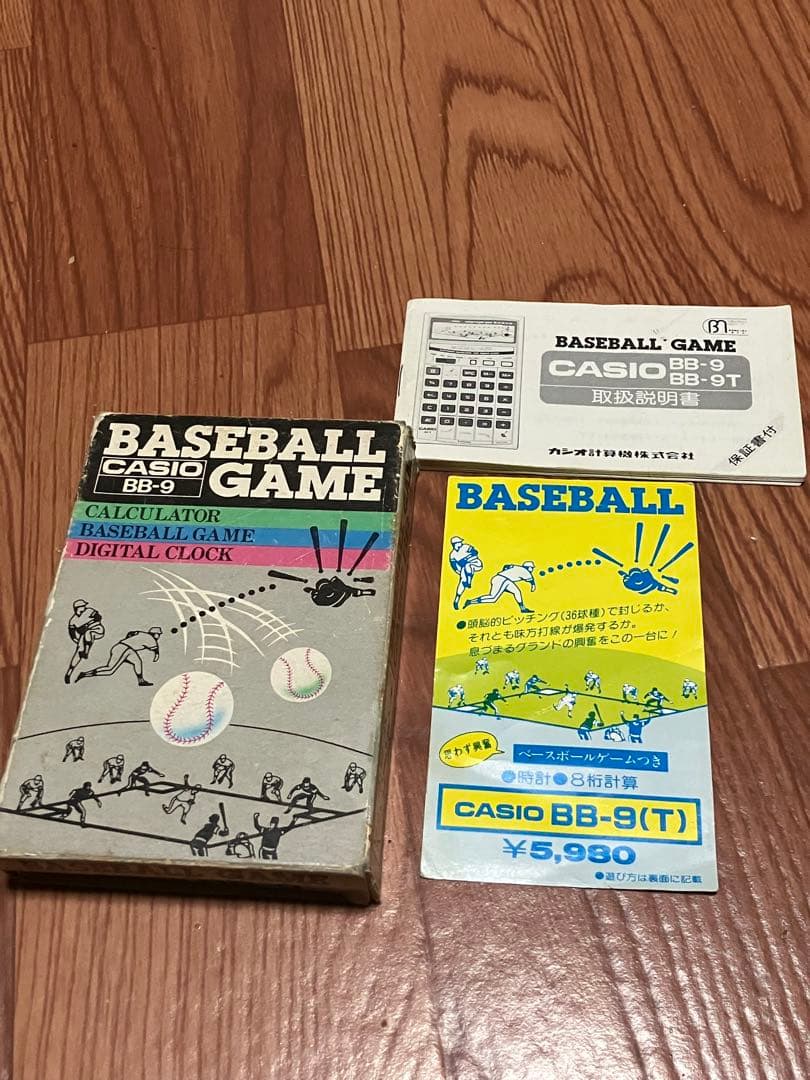 BASEBALL
CASIO
BB-9
GAME
CALCULATOR
BASEBALL GAME
DIGITAL CLOCK
BASEBALL GAME
CASIO BB-9
BB-9T
取扱説明書
カシオ計算機株式会社
保証書付
BASEBALL
●頭脳的ピッチング(36球種)で封じるか、
それとも味方打線が爆発するか。
息づまるグランドの興奮をこの一台に!
思わず興奮
ベースボールゲームつき
●時計●8桁計算
CASIO BB-9(T)
¥5,980
●遊び方は裏面に記載